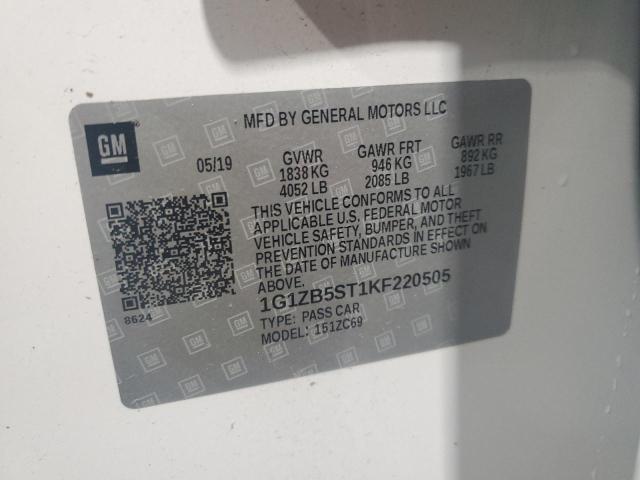 MFD BY GENERAL MOTORS LLC
GM
05/19 GVWR GAWR FRT GAWR RR
1838 KG 946 KG 892 KG
4052 LB 2085 LB 1967 LB
THIS VEHICLE CONFORMS TO ALL
APPLICABLE U.S. FEDERAL MOTOR
VEHICLE SAFETY, BUMPER, AND THEFT
PREVENTION STANDARDS IN EFFECT ON
THE DATE OF MANUFACTURE SHOWN
ABOVE.
8624
1G1ZB5ST1KF220505
TYPE: PASS CAR
MODEL: 151ZC69